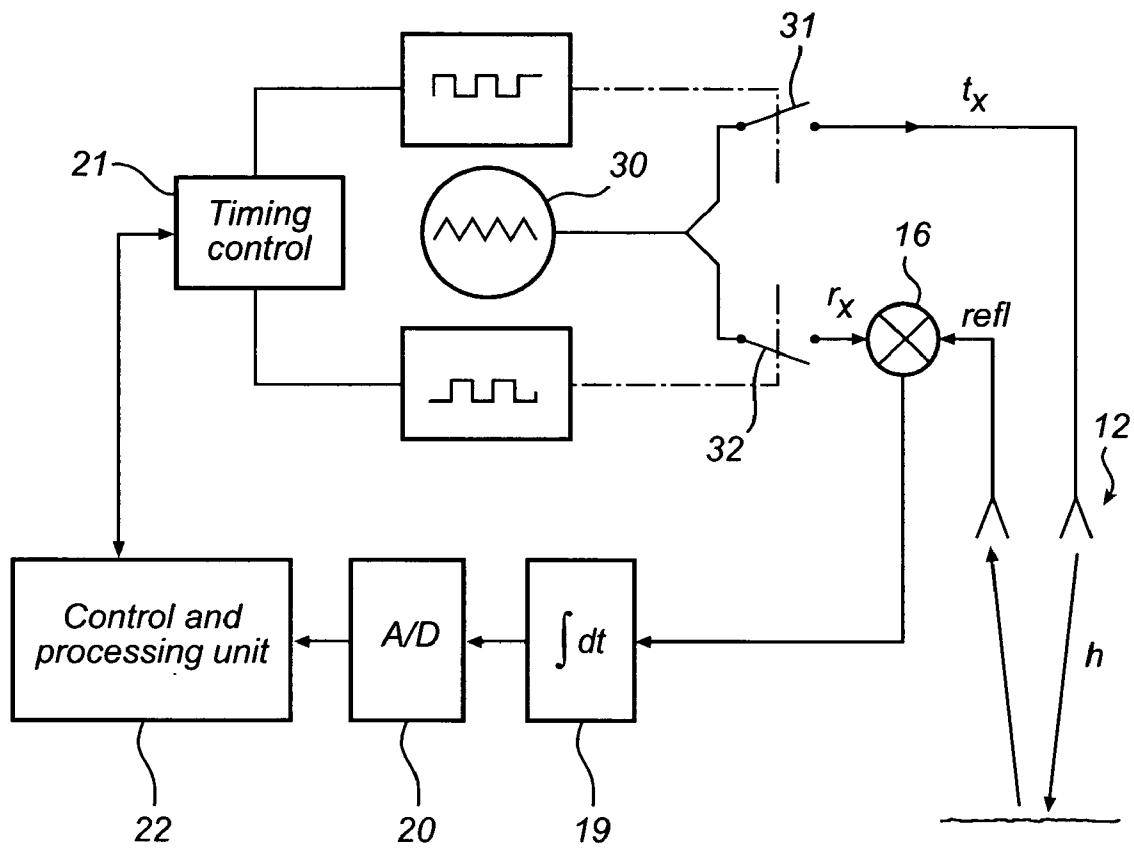 31
t_x
21
30
Timing
control
16
r_x
refl
32
12
Control and
processing unit
A/D
∫ dt
h
22
20
19